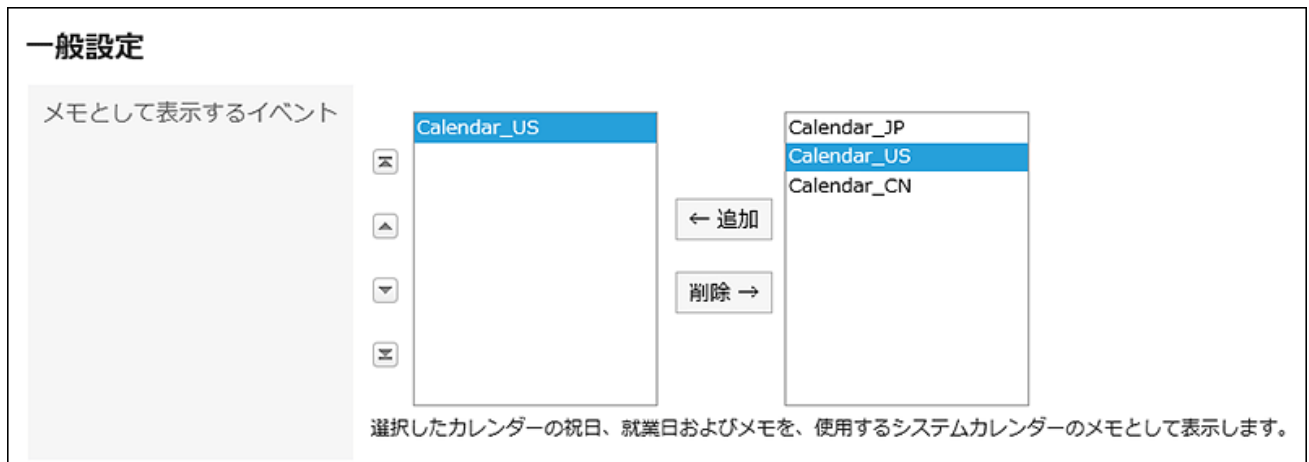 一般設定
メモとして表示するイベント
Calendar_US
Calendar_JP
Calendar_US
Calendar_CN
← 追加
削除 →
選択したカレンダーの祝日、就業日およびメモを、使用するシステムカレンダーのメモとして表示します。